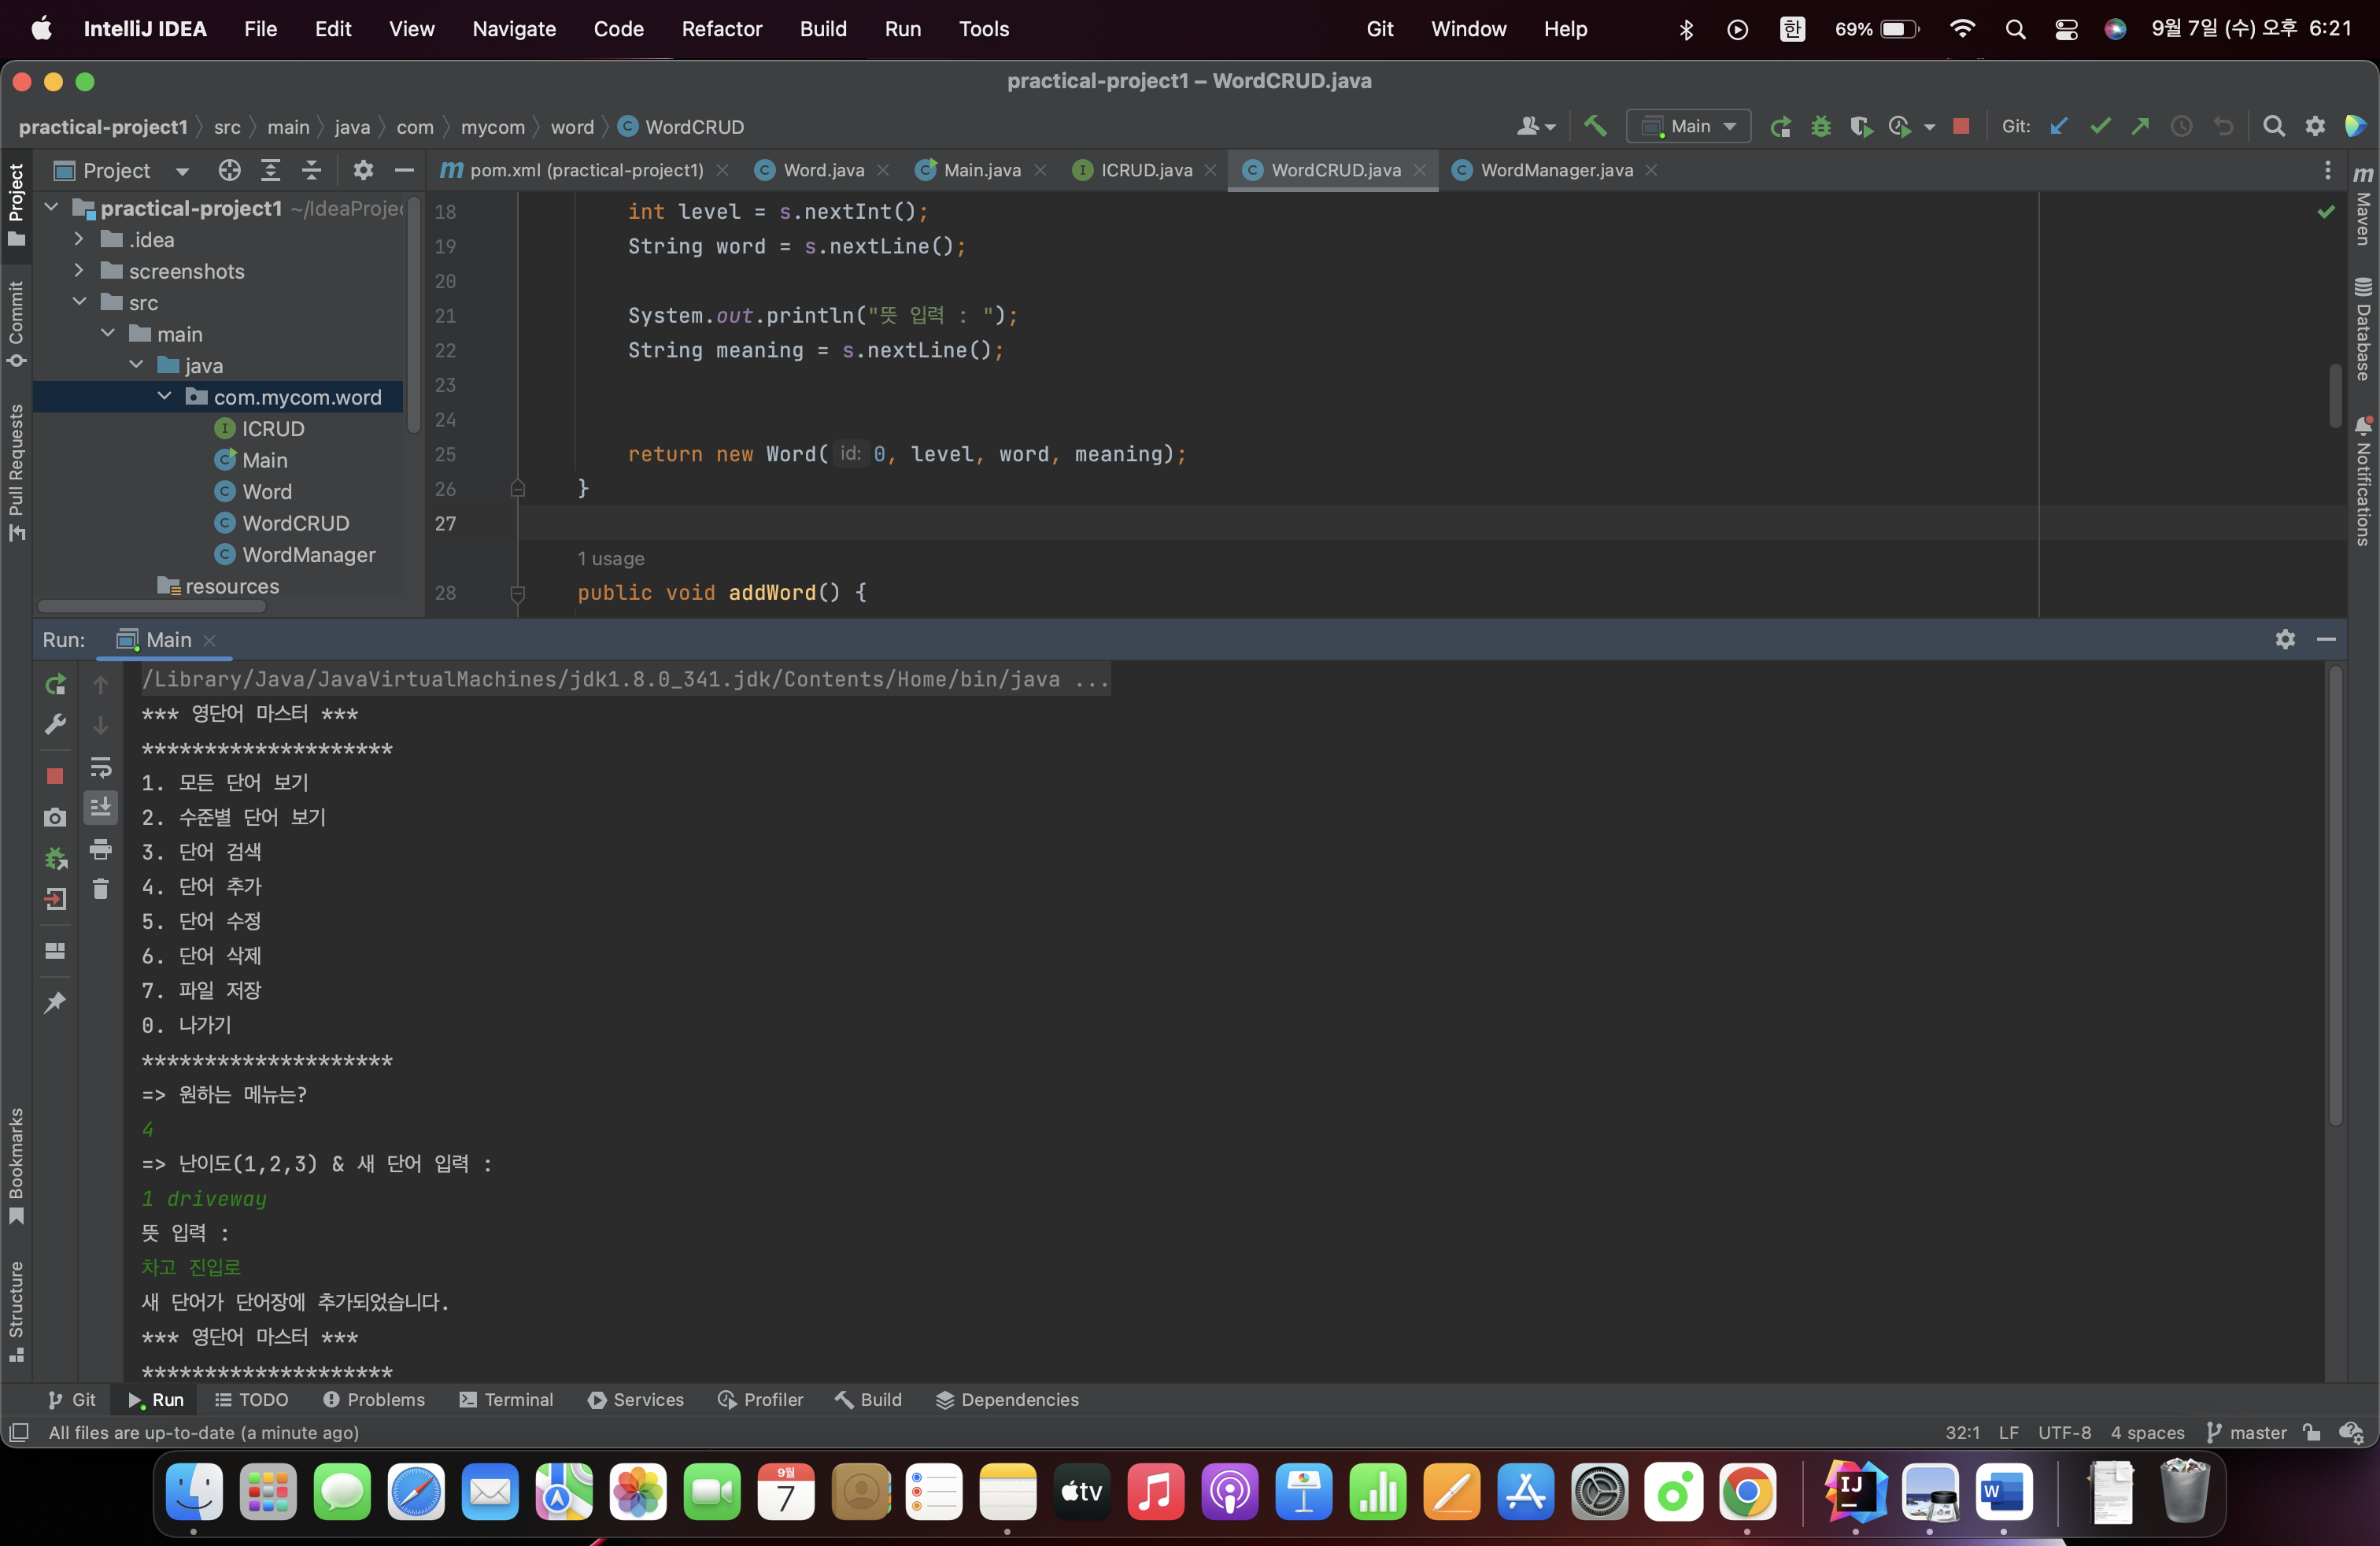 IntelliJ IDEA File Edit View Navigate Code Refactor Build Run Tools Git Window Help 한 69% 9월 7일 (수) 오후 6:21
practical-project1 – WordCRUD.java
practical-project1 src main java com mycom word WordCRUD Main Git:
Project pom.xml (practical-project1) Word.java Main.java ICRUD.java WordCRUD.java WordManager.java
practical-project1 ~/IdeaProje
.idea
screenshots
src
main
java
com.mycom.word
ICRUD
Main
Word
WordCRUD
WordManager
resources
18 int level = s.nextInt();
19 String word = s.nextLine();
20
21 System.out.println("뜻 입력 : ");
22 String meaning = s.nextLine();
23
24
25 return new Word( id: 0, level, word, meaning);
26 }
27
1 usage
28 public void addWord() {
Project
Commit
Pull Requests
Bookmarks
Structure
Maven
Database
Notifications
Run: Main
/Library/Java/JavaVirtualMachines/jdk1.8.0_341.jdk/Contents/Home/bin/java ...
*** 영단어 마스터 ***
********************
1. 모든 단어 보기
2. 수준별 단어 보기
3. 단어 검색
4. 단어 추가
5. 단어 수정
6. 단어 삭제
7. 파일 저장
0. 나가기
********************
=> 원하는 메뉴는?
4
=> 난이도(1,2,3) & 새 단어 입력 :
1 driveway
뜻 입력 :
차고 진입로
새 단어가 단어장에 추가되었습니다.
*** 영단어 마스터 ***
********************
Git Run TODO Problems Terminal Services Profiler Build Dependencies
All files are up-to-date (a minute ago) 32:1 LF UTF-8 4 spaces master
9월
7
tv
IJ
W